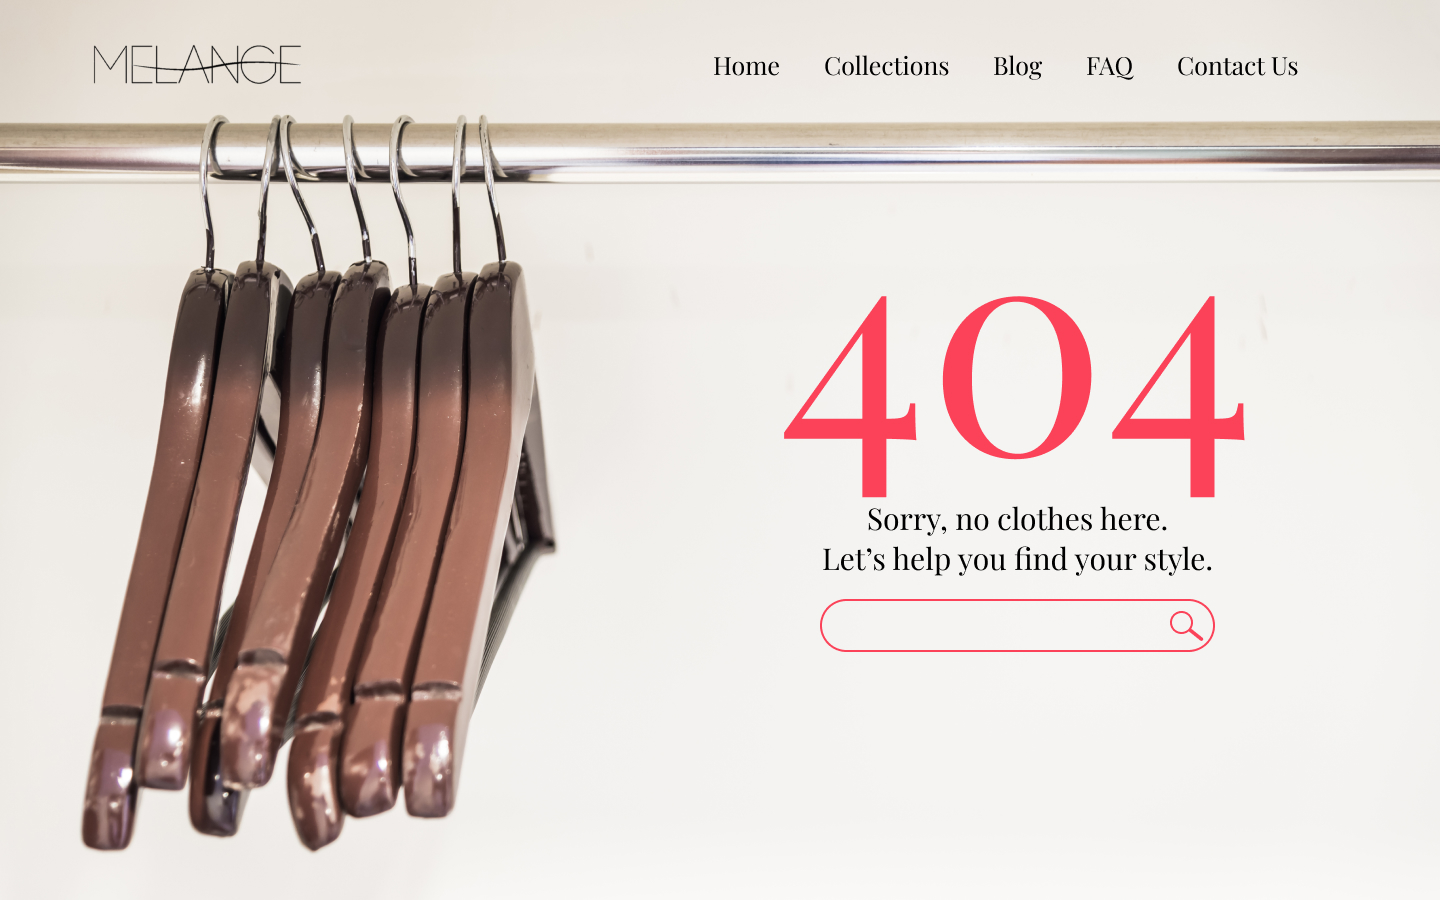 MELANGE
Home Collections Blog FAQ Contact Us
404
Sorry, no clothes here.
Let’s help you find your style.